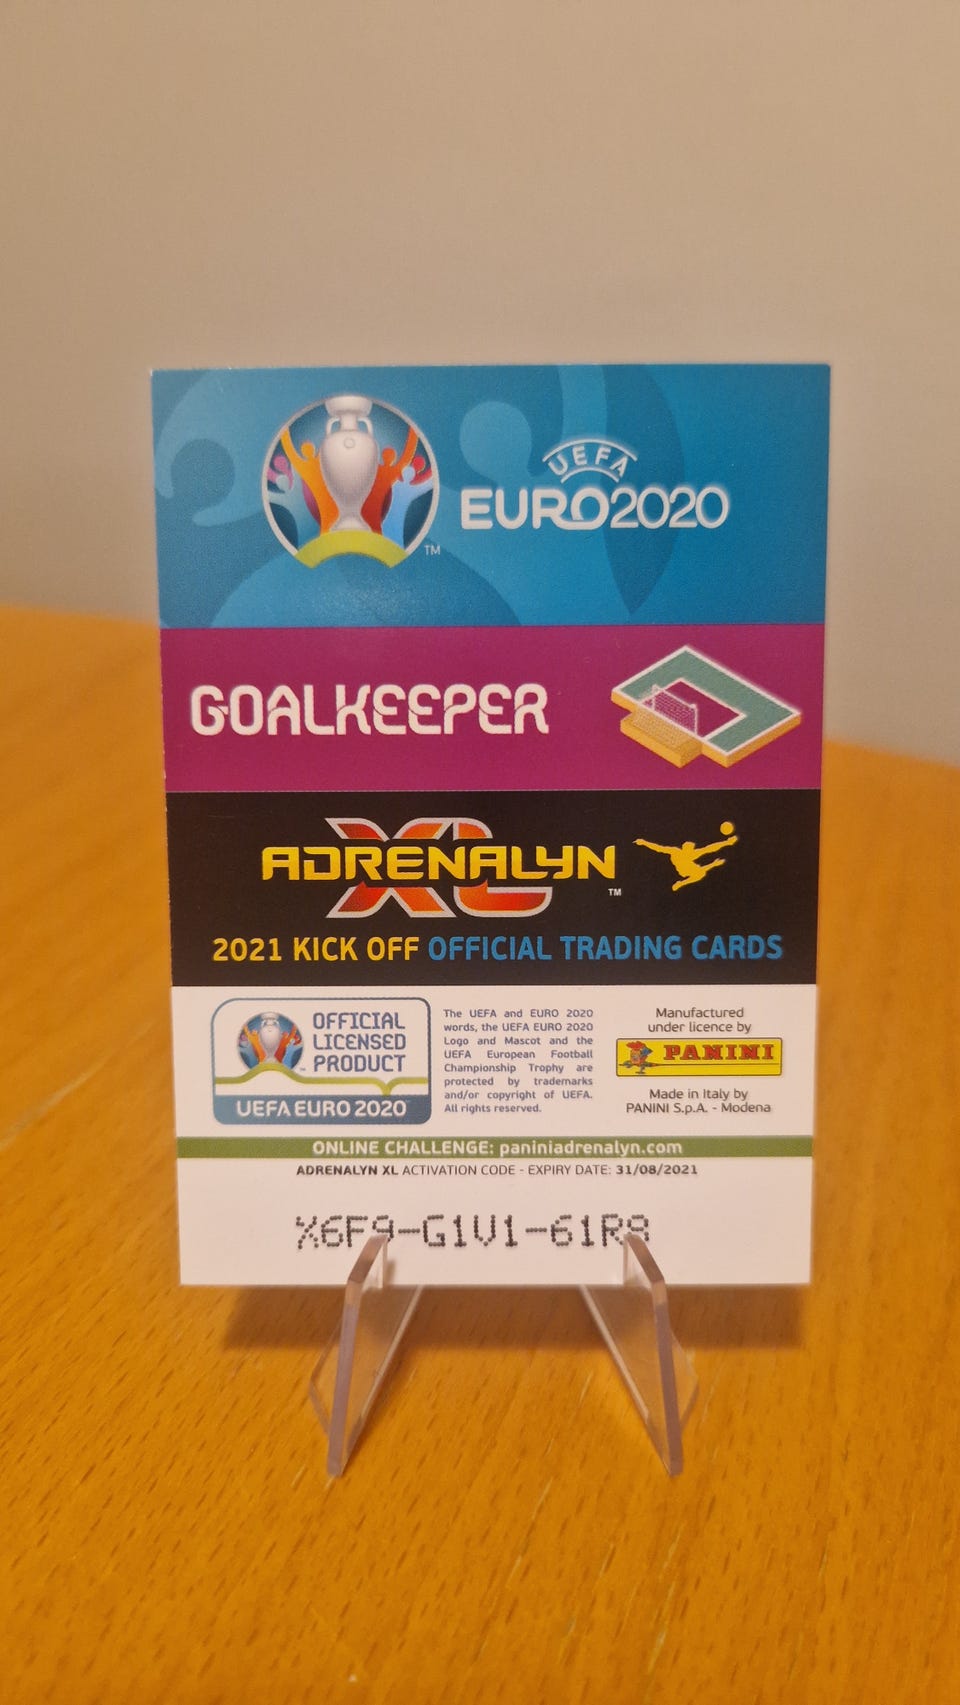 UEFA
EURO2020
TM
GOALKEEPER
ADRENALYN XL
TM
2021 KICK OFF OFFICIAL TRADING CARDS
OFFICIAL
LICENSED
PRODUCT
UEFA EURO 2020
The UEFA and EURO 2020
words, the UEFA EURO 2020
Logo and Mascot and the
UEFA European Football
Championship Trophy are
protected by trademarks
and/or copyright of UEFA.
All rights reserved.
Manufactured
under licence by
PANINI
Made in Italy by
PANINI S.p.A. - Modena
ONLINE CHALLENGE: paniniadrenalyn.com
ADRENALYN XL ACTIVATION CODE - EXPIRY DATE: 31/08/2021
X6F9-G1V1-61R9